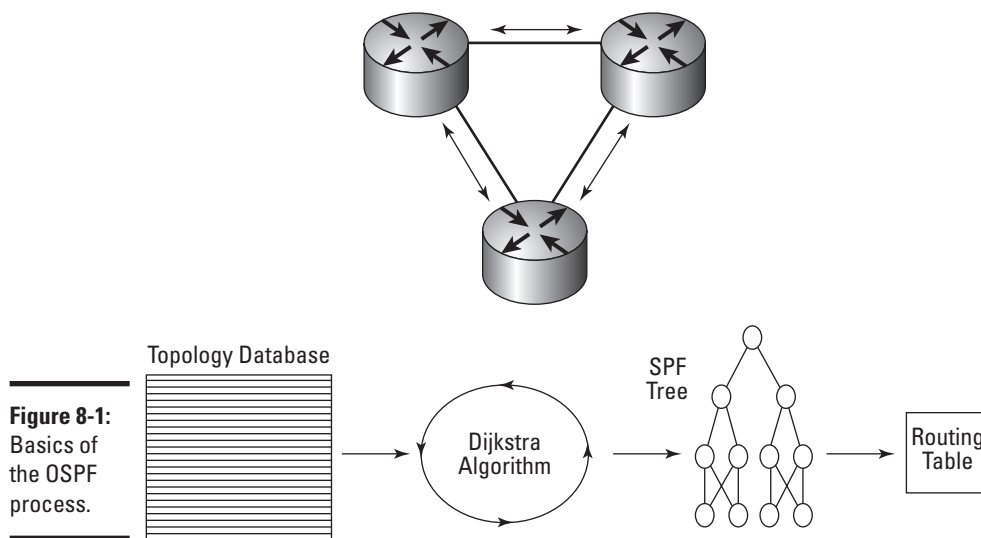 Topology Database
Figure 8-1:
Basics of
the OSPF
process.
Dijkstra
Algorithm
SPF
Tree
Routing
Table